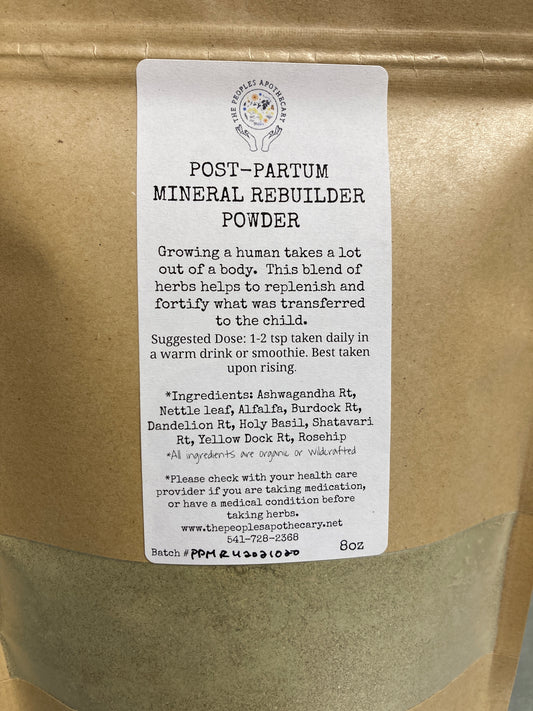 THE PEOPLES APOTHECARY
POST-PARTUM
MINERAL REBUILDER
POWDER
Growing a human takes a lot
out of a body. This blend of
herbs helps to replenish and
fortify what was transferred
to the child.
Suggested Dose: 1-2 tsp taken daily in
a warm drink or smoothie. Best taken
upon rising.
*Ingredients: Ashwagandha Rt,
Nettle leaf, Alfalfa, Burdock Rt,
Dandelion Rt, Holy Basil, Shatavari
Rt, Yellow Dock Rt, Rosehip
*All ingredients are organic or Wildcrafted
*Please check with your health care
provider if you are taking medication,
or have a medical condition before
taking herbs.
www.thepeoplesapothecary.net
541-728-2368
Batch # PPMR42021020
8oz